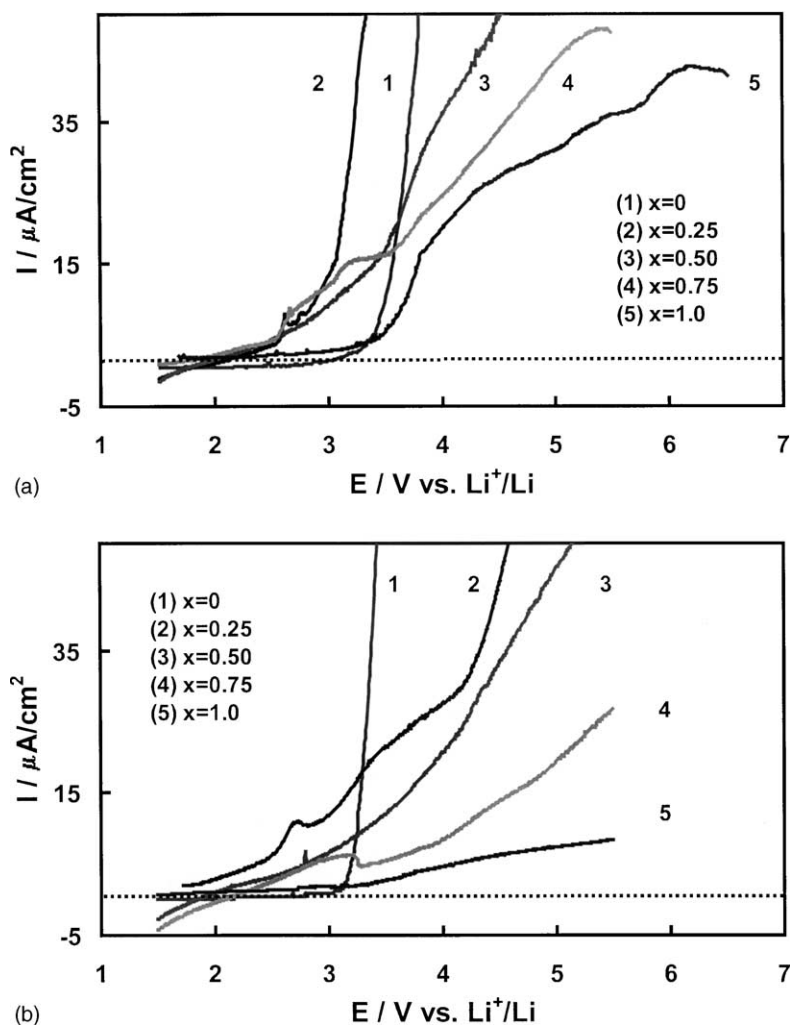 2 1 3 4 5
35
15
-5
I / μA/cm²
(1) x=0
(2) x=0.25
(3) x=0.50
(4) x=0.75
(5) x=1.0
1 2 3 4 5 6 7
E / V vs. Li⁺/Li
(a)
1 2 3
4
5
(1) x=0
(2) x=0.25
(3) x=0.50
(4) x=0.75
(5) x=1.0
35
15
-5
I / μA/cm²
1 2 3 4 5 6 7
E / V vs. Li⁺/Li
(b)